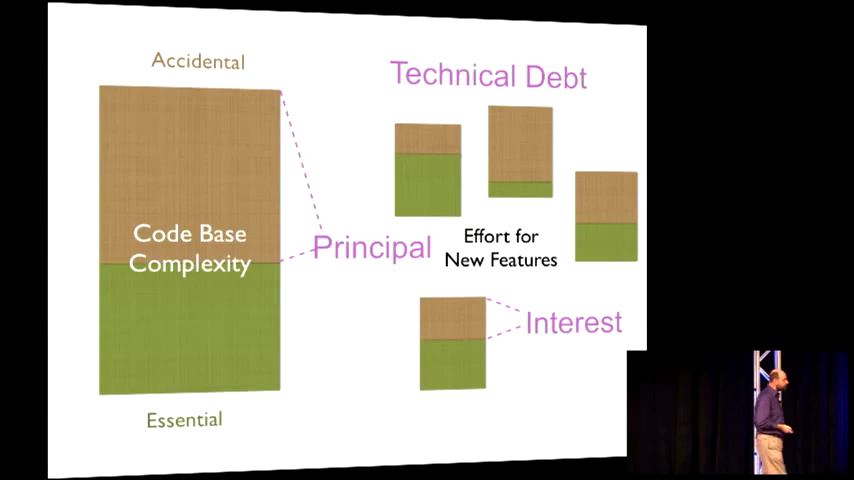 Accidental
Technical Debt
Code Base
Complexity
Principal
Effort for
New Features
Interest
Essential